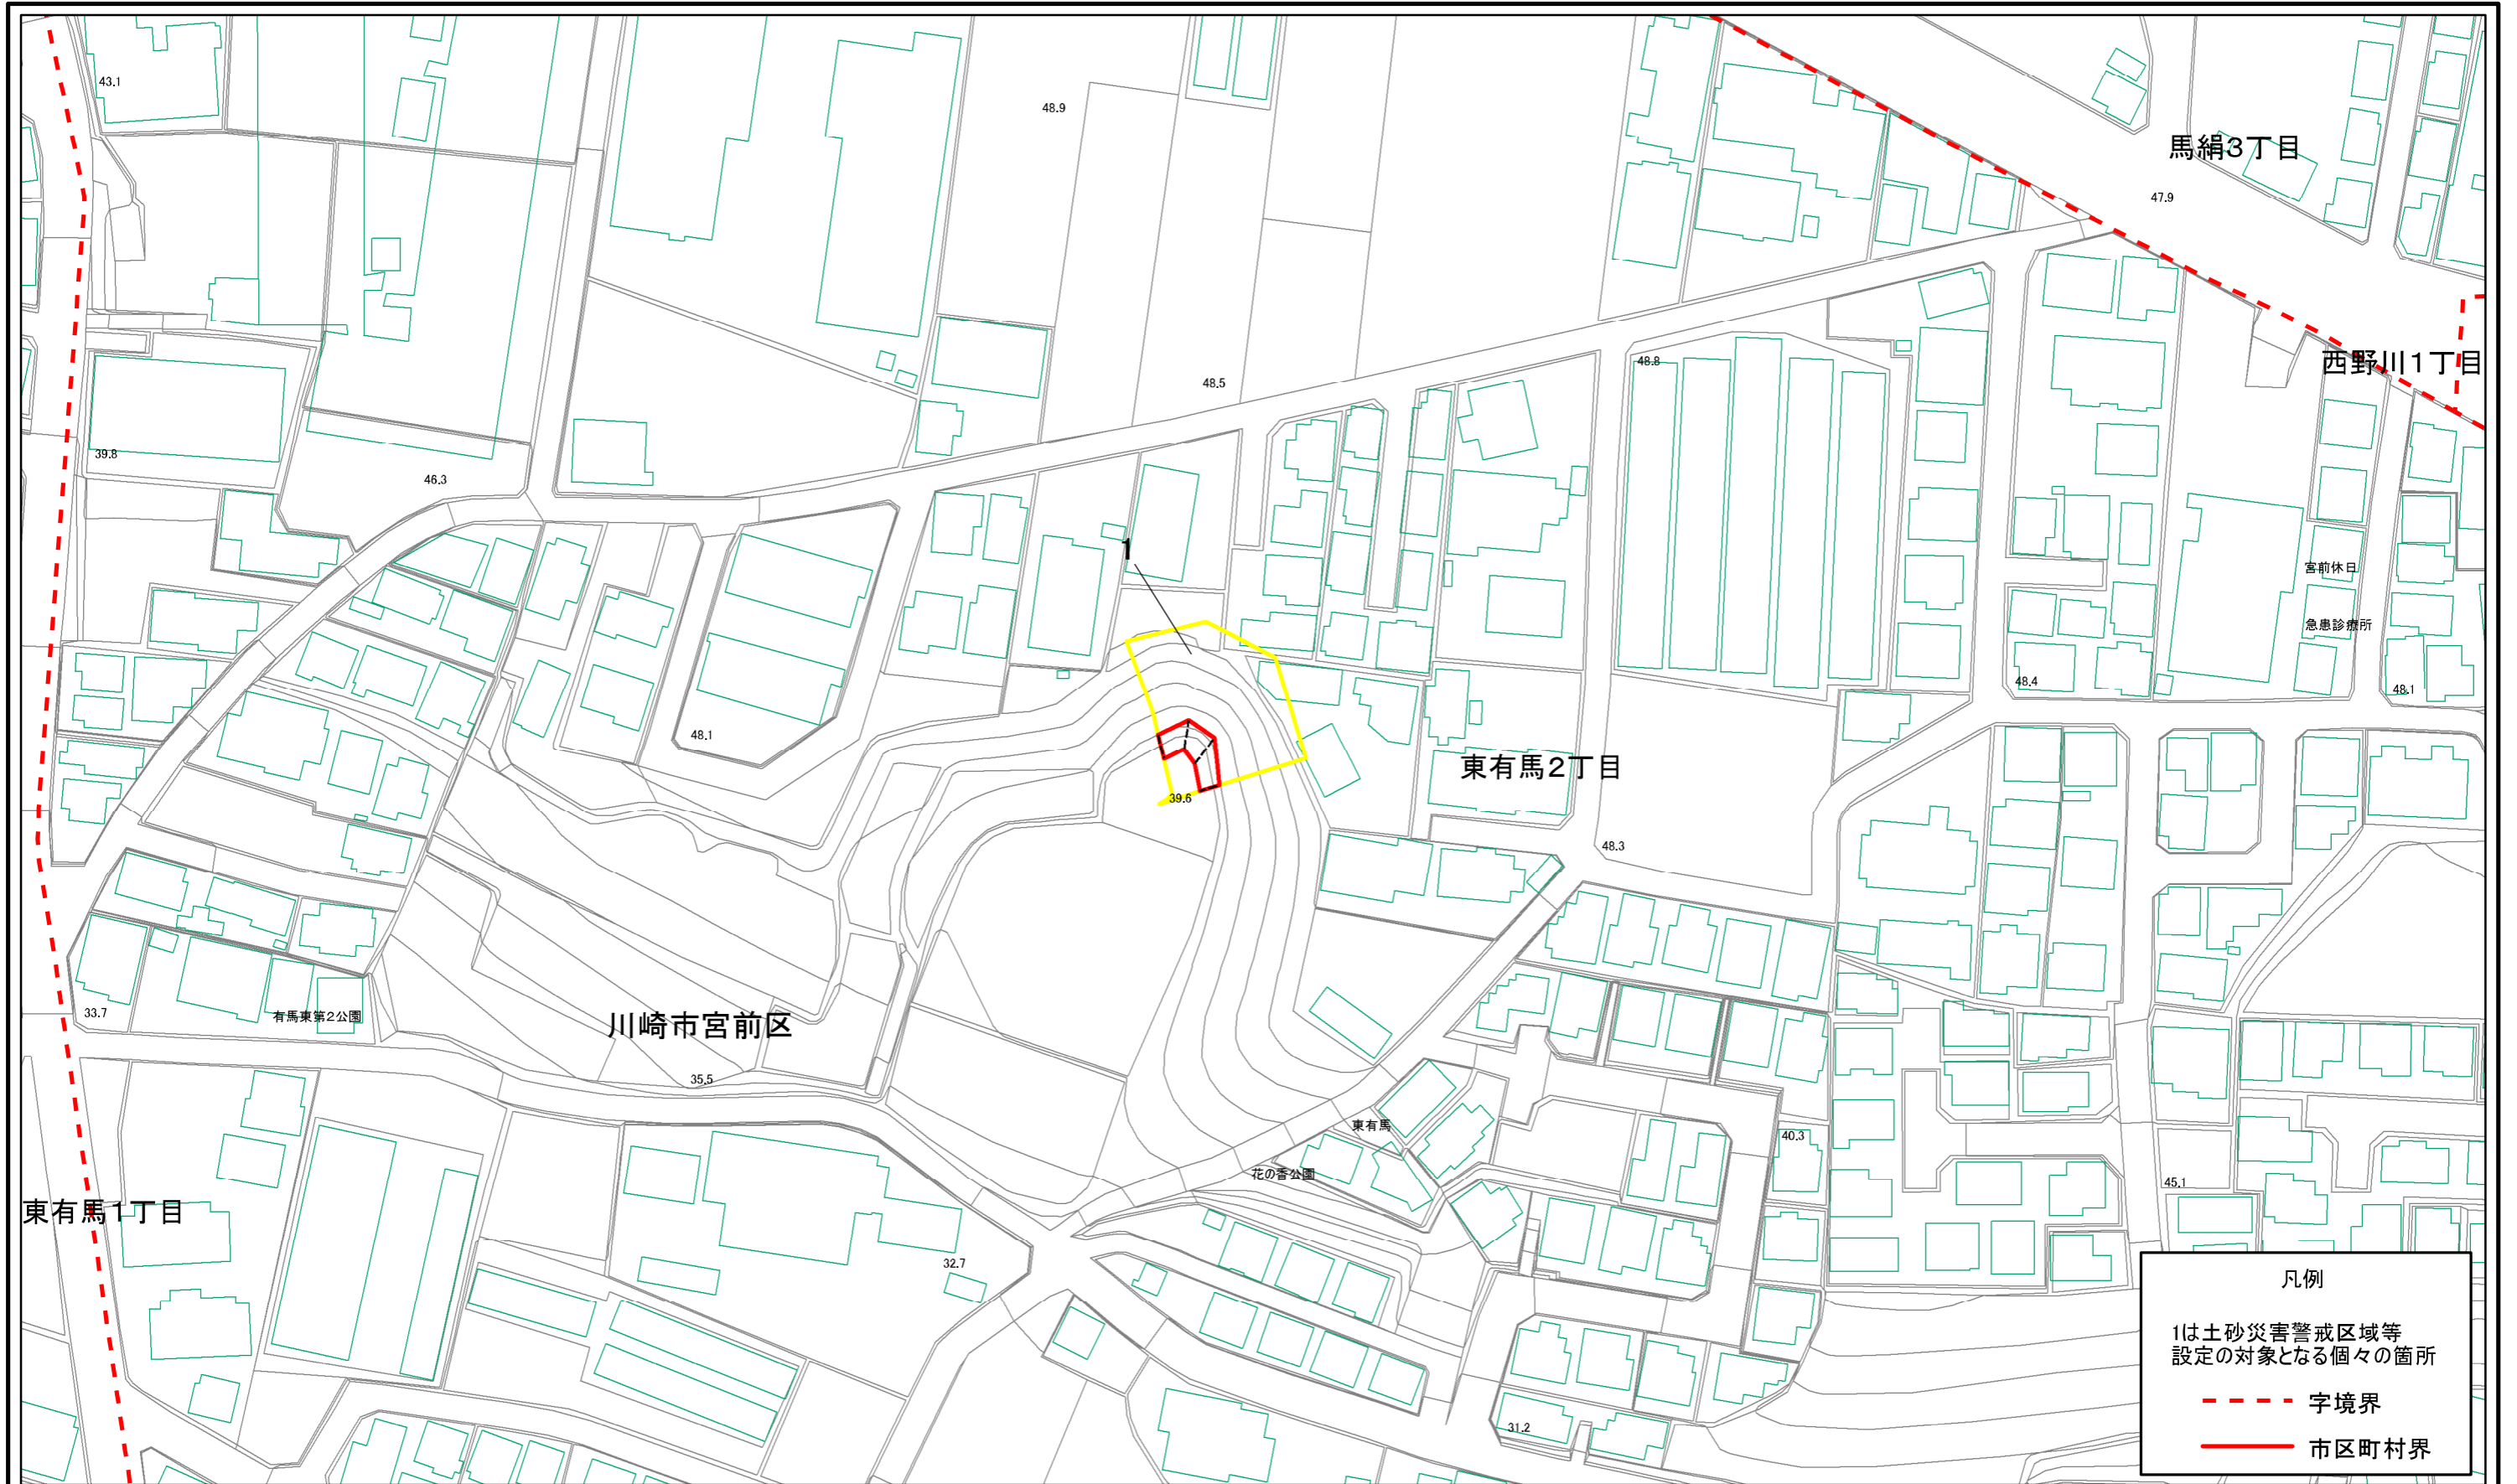 43.1
48.9
馬絹3丁目
47.9
48.8
西野川1丁目
48.5
39.8
46.3
1
宮前休日
急患診療所
48.4
48.1
48.1
東有馬2丁目
39.6
48.3
33.7
有馬東第2公園
川崎市宮前区
35.5
東有馬
花の香公園
40.3
45.1
東有馬1丁目
32.7
31.2
凡例
1は土砂災害警戒区域等
設定の対象となる個々の箇所
字境界
市区町村界